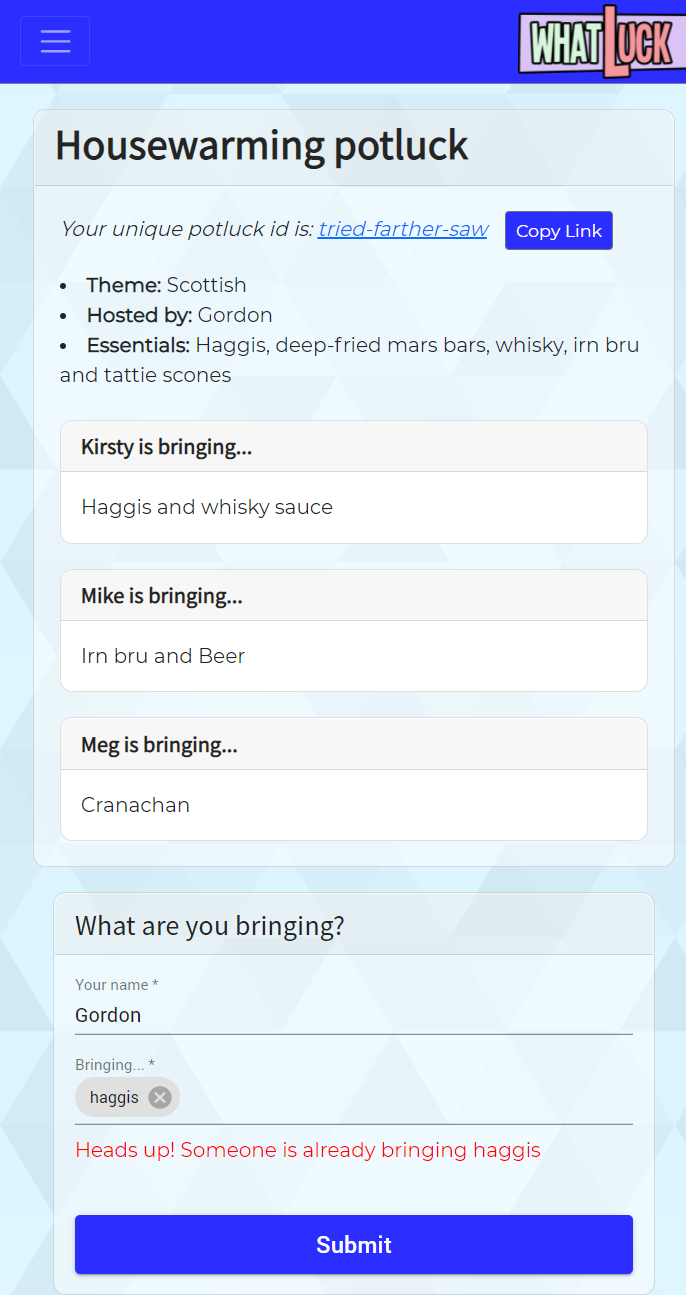 WHATLUCK
Housewarming potluck
Your unique potluck id is: tried-farther-saw Copy Link
• Theme: Scottish
• Hosted by: Gordon
• Essentials: Haggis, deep-fried mars bars, whisky, irn bru
and tattie scones
Kirsty is bringing...
Haggis and whisky sauce
Mike is bringing...
Irn bru and Beer
Meg is bringing...
Cranachan
What are you bringing?
Your name *
Gordon
Bringing... *
haggis
Heads up! Someone is already bringing haggis
Submit